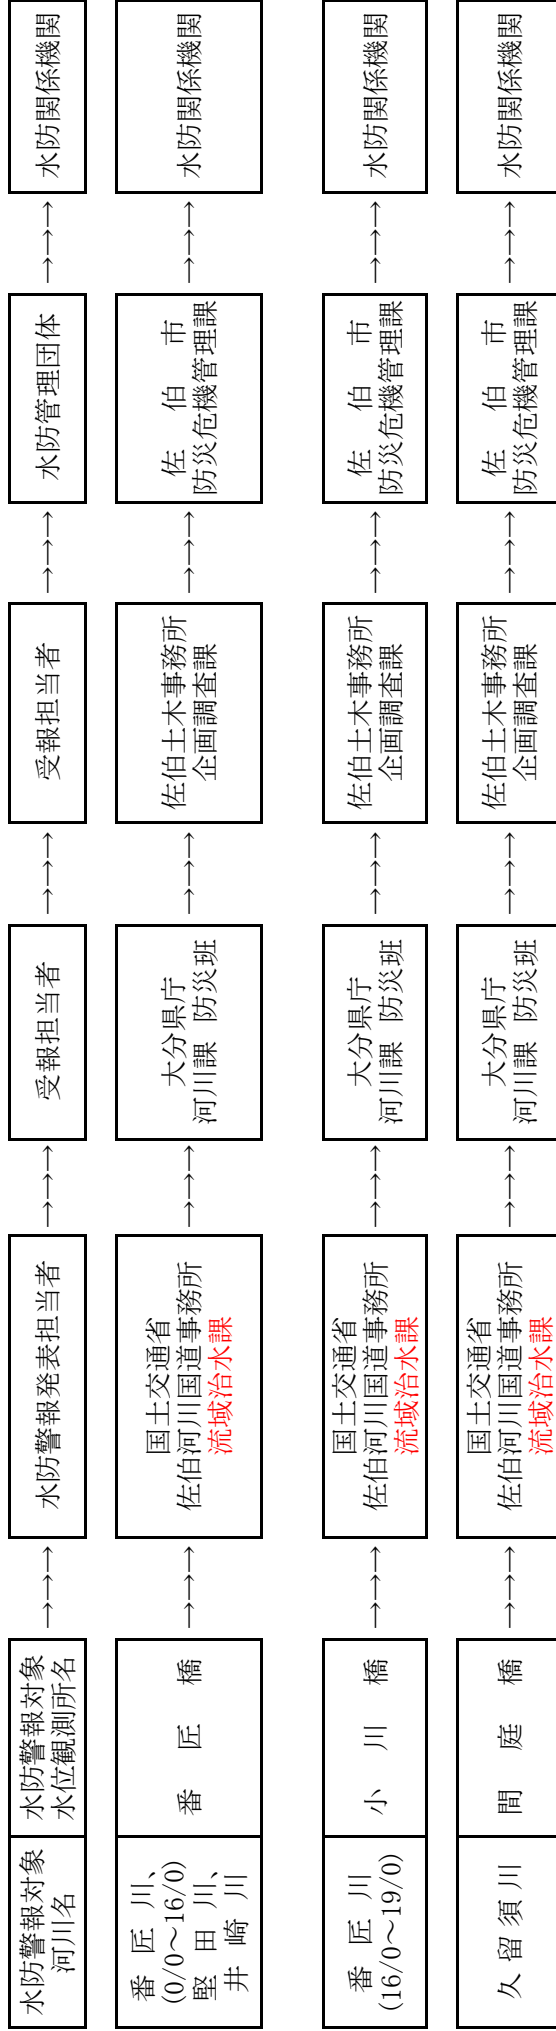 水防警報対象
河川名
水防警報対象
水位観測所名
→→→→
水防警報発表担当者
→→→→
受報担当者
→→→→
受報担当者
→→→→
水防管理団体
→→→→
水防関係機関
番匠川、
(0/0～16/0)
堅田川、
井崎川
番匠橋
→→→→
国土交通省
佐伯河川国道事務所
流域治水課
→→→→
大分県庁
河川課 防災班
→→→→
佐伯土木事務所
企画調査課
→→→→
佐伯市
防災危機管理課
→→→→
水防関係機関
番匠川
(16/0～19/0)
小川橋
→→→→
国土交通省
佐伯河川国道事務所
流域治水課
→→→→
大分県庁
河川課 防災班
→→→→
佐伯土木事務所
企画調査課
→→→→
佐伯市
防災危機管理課
→→→→
水防関係機関
久留須川
間庭橋
→→→→
国土交通省
佐伯河川国道事務所
流域治水課
→→→→
大分県庁
河川課 防災班
→→→→
佐伯土木事務所
企画調査課
→→→→
佐伯市
防災危機管理課
→→→→
水防関係機関